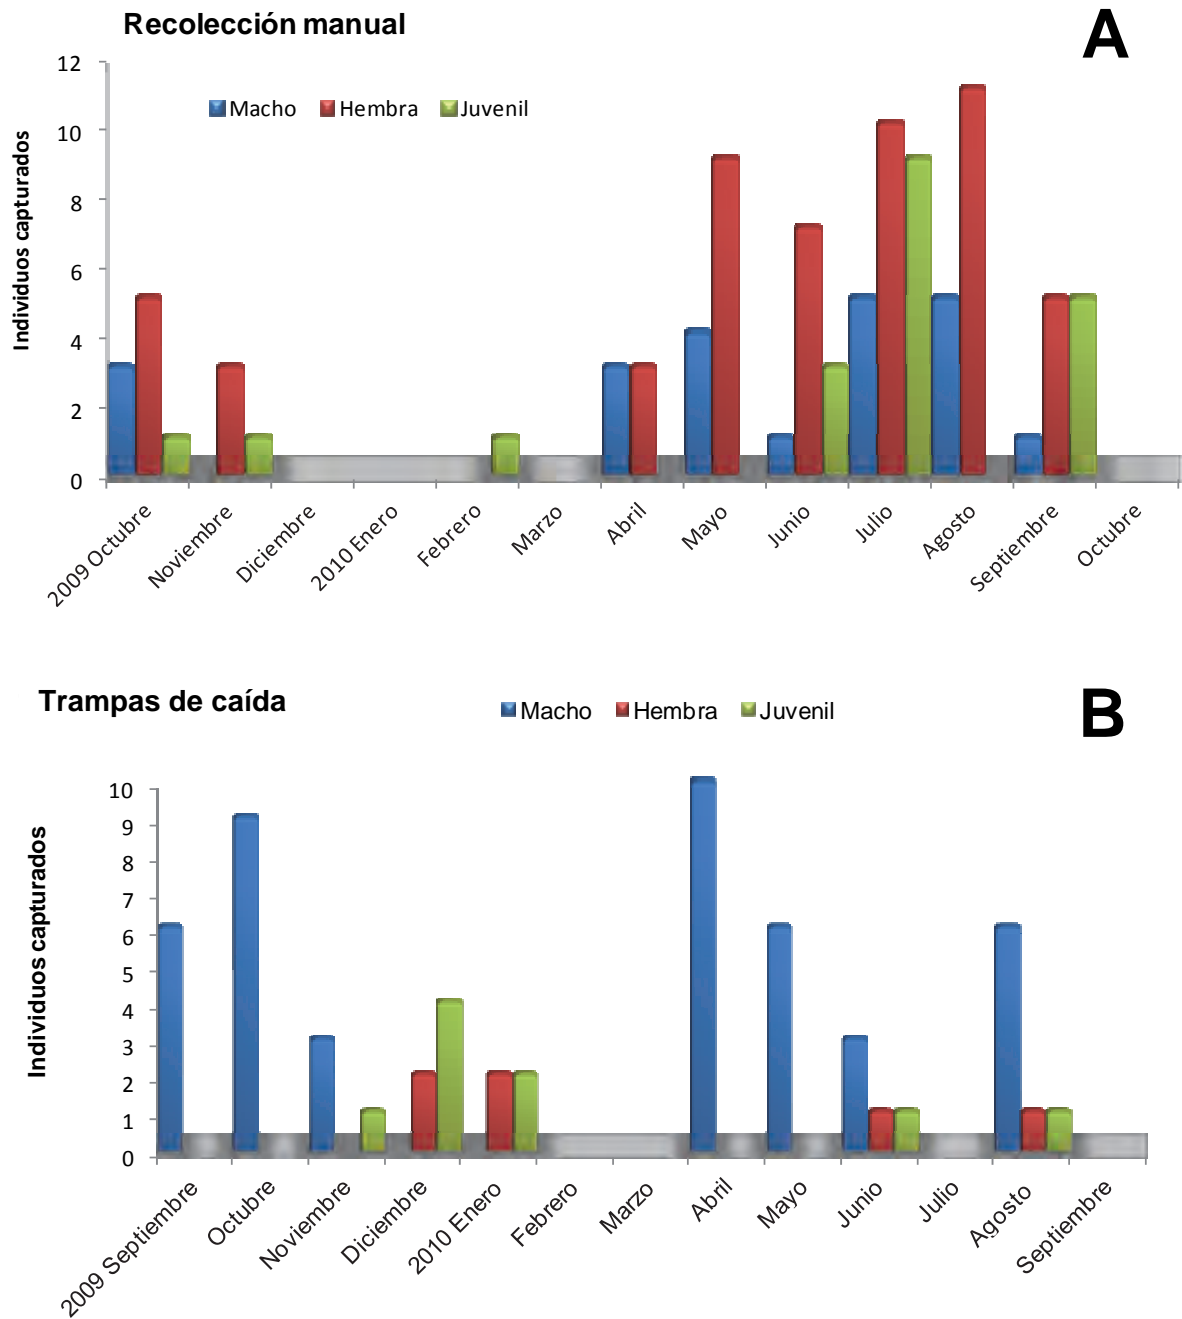 Recolección manual
A
Macho Hembra Juvenil
Individuos capturados
12
10
8
6
4
2
0
2009 Octubre
Noviembre
Diciembre
2010 Enero
Febrero
Marzo
Abril
Mayo
Junio
Julio
Agosto
Septiembre
Octubre
Trampas de caída
B
Macho Hembra Juvenil
Individuos capturados
10
9
8
7
6
5
4
3
2
1
0
2009 Septiembre
Octubre
Noviembre
Diciembre
2010 Enero
Febrero
Marzo
Abril
Mayo
Junio
Julio
Agosto
Septiembre